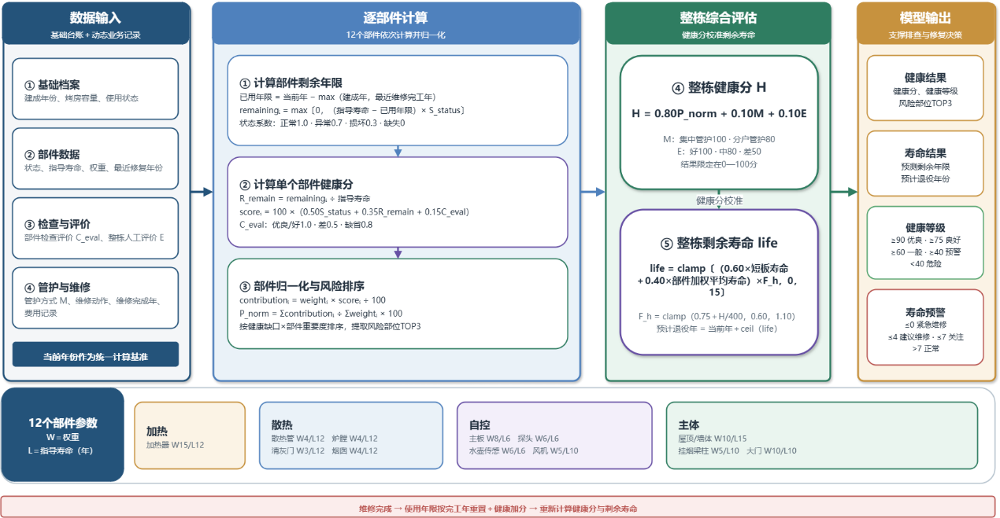 数据输入
基础台账＋动态业务记录
① 基础档案
建成年份、烤房容量、使用状态
② 部件数据
状态、指导寿命、权重、最近修复年份
③ 检查与评价
部件检查评价 C_eval、整栋人工评价 E
④ 管护与维修
管护方式 M、维修动作、维修完成年、
费用记录
当前年份作为统一计算基准
逐部件计算
12个部件依次计算并归一化
① 计算部件剩余年限
已用年限 = 当前年 − max（建成年，最近维修完工年）
remainingᵢ = max〔0，（指导寿命 − 已用年限）× S_status〕
状态系数：正常1.0 · 异常0.7 · 损坏0.3 · 缺失0
② 计算单个部件健康分
R_remain = remainingᵢ ÷ 指导寿命
scoreᵢ = 100 ×（0.50S_status + 0.35R_remain + 0.15C_eval）
C_eval：优良/好1.0 · 差0.5 · 缺省0.8
③ 部件归一化与风险排序
contributionᵢ = weightᵢ × scoreᵢ ÷ 100
P_norm = Σcontributionᵢ ÷ Σweightᵢ × 100
按健康缺口×部件重要度排序，提取风险部位TOP3
整栋综合评估
健康分校准剩余寿命
④ 整栋健康分 H
H = 0.80P_norm + 0.10M + 0.10E
M：集中管护100 · 分户管护80
E：好100 · 中80 · 差50
结果限定在0—100分
健康分校准
⑤ 整栋剩余寿命 life
life = clamp〔（0.60×短板寿命
＋0.40×部件加权平均寿命）×F_h，0，
15〕
F_h = clamp（0.75＋H/400，0.60，1.10）
预计退役年 = 当前年＋ceil（life）
模型输出
支撑排查与修复决策
健康结果
健康分、健康等级
风险部位TOP3
寿命结果
预测剩余年限
预计退役年份
健康等级
≥90 优良 · ≥75 良好
≥60 一般 · ≥40 预警
<40 危险
寿命预警
≤0 紧急维修
≤4 建议维修 · ≤7 关注
>7 正常
12个部件参数
W＝权重
L＝指导寿命（年）
加热
加热器 W15/L12
散热
散热管 W4/L12 炉膛 W4/L12
清灰门 W3/L12 烟囱 W4/L12
自控
主板 W8/L6 探头 W6/L6
水壶传感 W6/L6 风机 W5/L10
主体
屋顶/墙体 W10/L15
挂烟梁柱 W5/L10 大门 W10/L10
维修完成 → 使用年限按完工年重置＋健康加分 → 重新计算健康分与剩余寿命